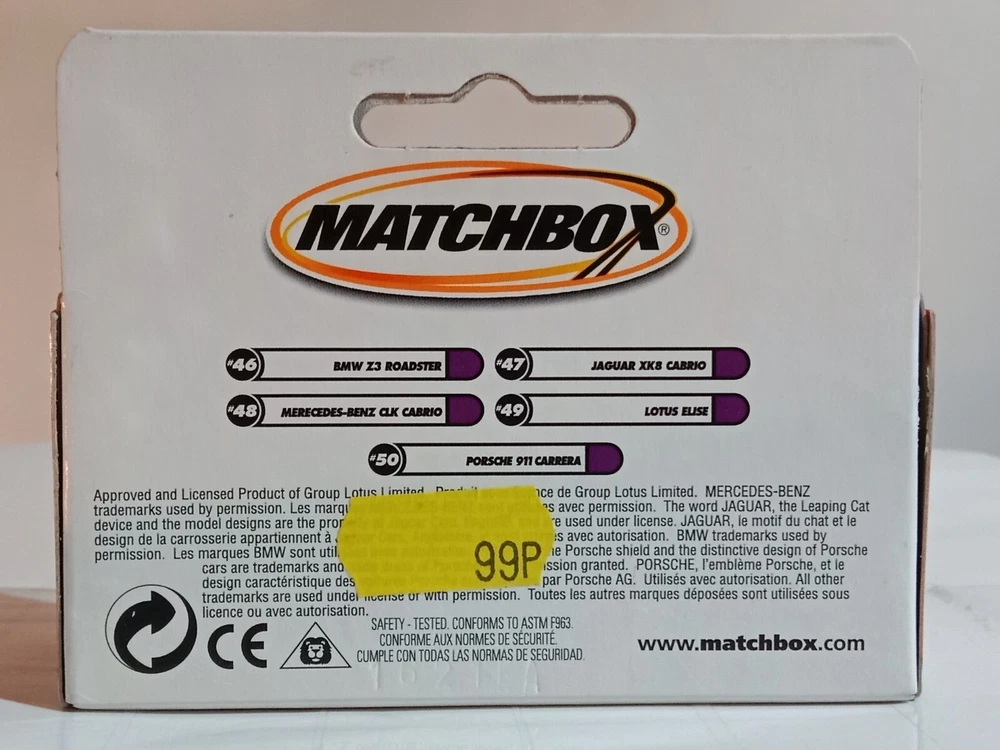 MATCHBOX®
#46 BMW Z3 ROADSTER
#47 JAGUAR XK8 CABRIO
#48 MERECEDES-BENZ CLK CABRIO
#49 LOTUS ELISE
#50 PORSCHE 911 CARRERA
Approved and Licensed Product of Group Lotus Limited. de Group Lotus Limited. MERCEDES-BENZ
trademarks used by permission. Les avec permission. The word JAGUAR, the Leaping Cat
device and the model designs are the used under license. JAGUAR, le motif du chat et le
design de la carrosserie appartiennent à avec autorisation. BMW trademarks used by
permission. Les marques BMW sont Porsche shield and the distinctive design of Porsche
cars are trademarks and granted. PORSCHE, l'emblème Porsche, et le
design caractéristique des par Porsche AG. Utilisés avec autorisation. All other
trademarks are used under license or with permission. Toutes les autres marques déposées sont utilisées sous
licence ou avec autorisation.
99P
CE
SAFETY - TESTED. CONFORMS TO ASTM F963.
CONFORME AUX NORMES DE SÉCURITÉ.
CUMPLE CON TODAS LAS NORMAS DE SEGURIDAD.
www.matchbox.com